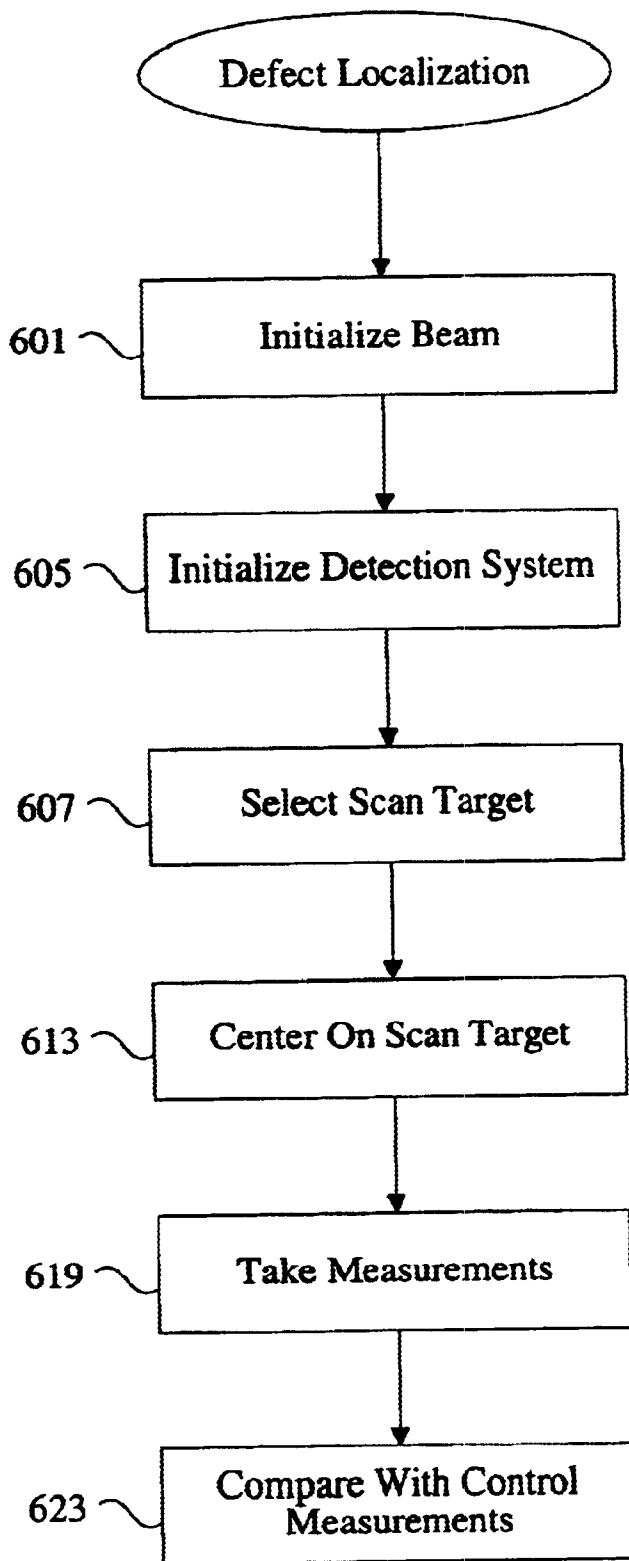 Defect Localization
601
Initialize Beam
605
Initialize Detection System
607
Select Scan Target
613
Center On Scan Target
619
Take Measurements
623
Compare With Control
Measurements